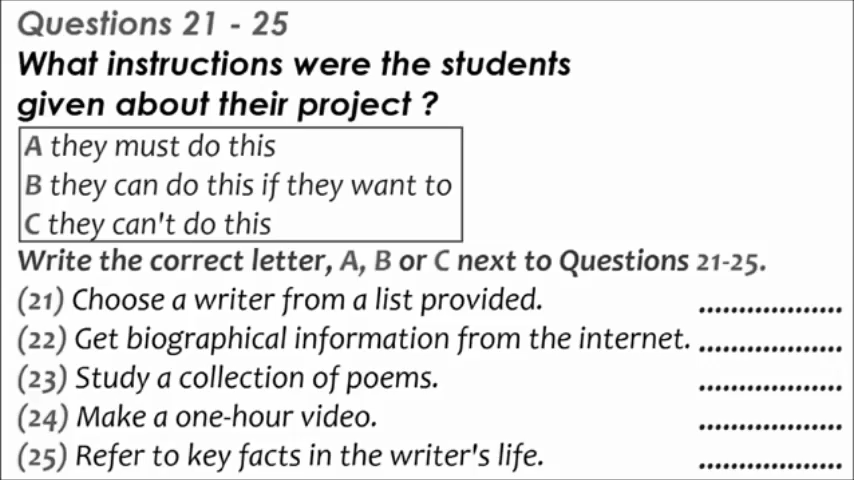 Questions 21 - 25
What instructions were the students
given about their project ?
A they must do this
B they can do this if they want to
C they can't do this
Write the correct letter, A, B or C next to Questions 21-25.
(21) Choose a writer from a list provided. ..................
(22) Get biographical information from the internet. ..................
(23) Study a collection of poems. ..................
(24) Make a one-hour video. ..................
(25) Refer to key facts in the writer's life. ..................